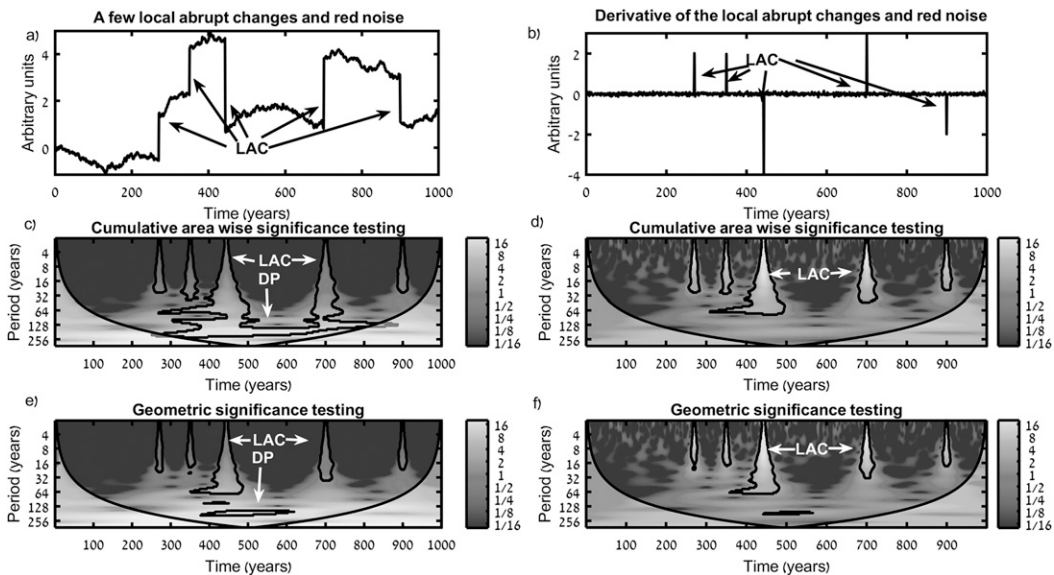 A few local abrupt changes and red noise
a)
Arbitrary units
4
2
0
LAC
0 200 400 600 800 1000
Time (years)
Derivative of the local abrupt changes and red noise
b)
Arbitrary units
2
0
-2
-4
LAC
0 200 400 600 800 1000
Time (years)
c)
Cumulative area wise significance testing
Period (years)
4
8
16
32
64
128
256
LAC
DP
16
8
4
2
1
1/2
1/4
1/8
1/16
100 200 300 400 500 600 700 800 900 1000
Time (years)
d)
Cumulative area wise significance testing
Period (years)
4
8
16
32
64
128
256
LAC
16
8
4
2
1
1/2
1/4
1/8
1/16
100 200 300 400 500 600 700 800 900
Time (years)
e)
Geometric significance testing
Period (years)
4
16
64
256
LAC
DP
16
8
4
2
1
1/2
1/4
1/8
1/16
100 200 300 400 500 600 700 800 900 1000
Time (years)
f)
Geometric significance testing
Period (years)
4
8
16
32
64
128
256
LAC
16
8
4
2
1
1/2
1/4
1/8
1/16
100 200 300 400 500 600 700 800 900
Time (years)